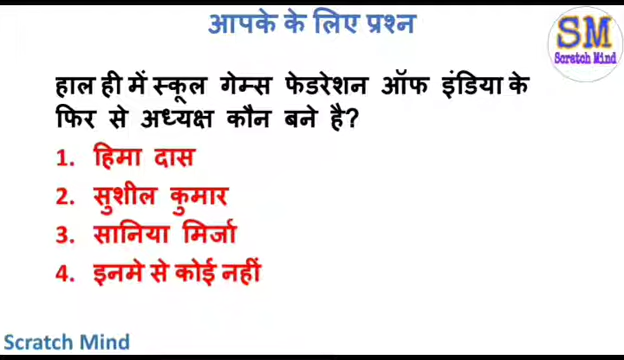 आपके के लिए प्रश्न
SM
Scratch Mind
हाल ही में स्कूल गेम्स फेडरेशन ऑफ इंडिया के
फिर से अध्यक्ष कौन बने है?
1. हिमा दास
2. सुशील कुमार
3. सानिया मिर्जा
4. इनमे से कोई नहीं
Scratch Mind